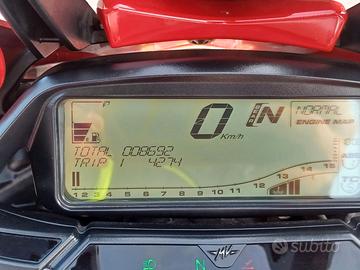 0 Km/h
N
NORMAL
ENGINE MAP
TOTAL 008692
TRIP 1 4274
1 2 3 4 5 6 7 8 9 10 11 12 13 14 15
MV
N
subito